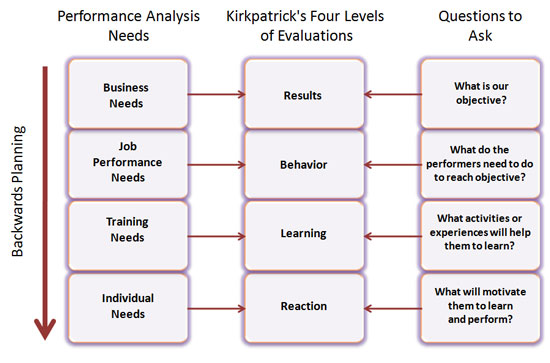 Performance Analysis
Needs
Kirkpatrick's Four Levels
of Evaluations
Questions to
Ask
Backwards Planning
Business
Needs
Results
What is our
objective?
Job
Performance
Needs
Behavior
What do the
performers need to do
to reach objective?
Training
Needs
Learning
What activities or
experiences will help
them to learn?
Individual
Needs
Reaction
What will motivate
them to learn
and perform?